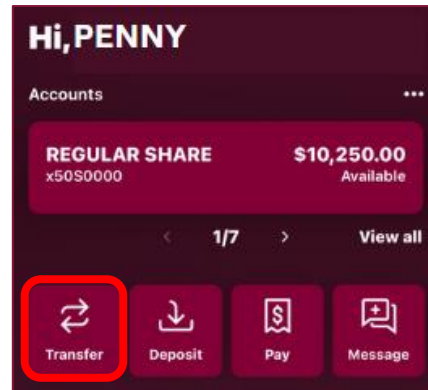 Hi, PENNY
Accounts
REGULAR SHARE $10,250.00
x50S0000 Available
1/7 View all
Transfer Deposit Pay Message